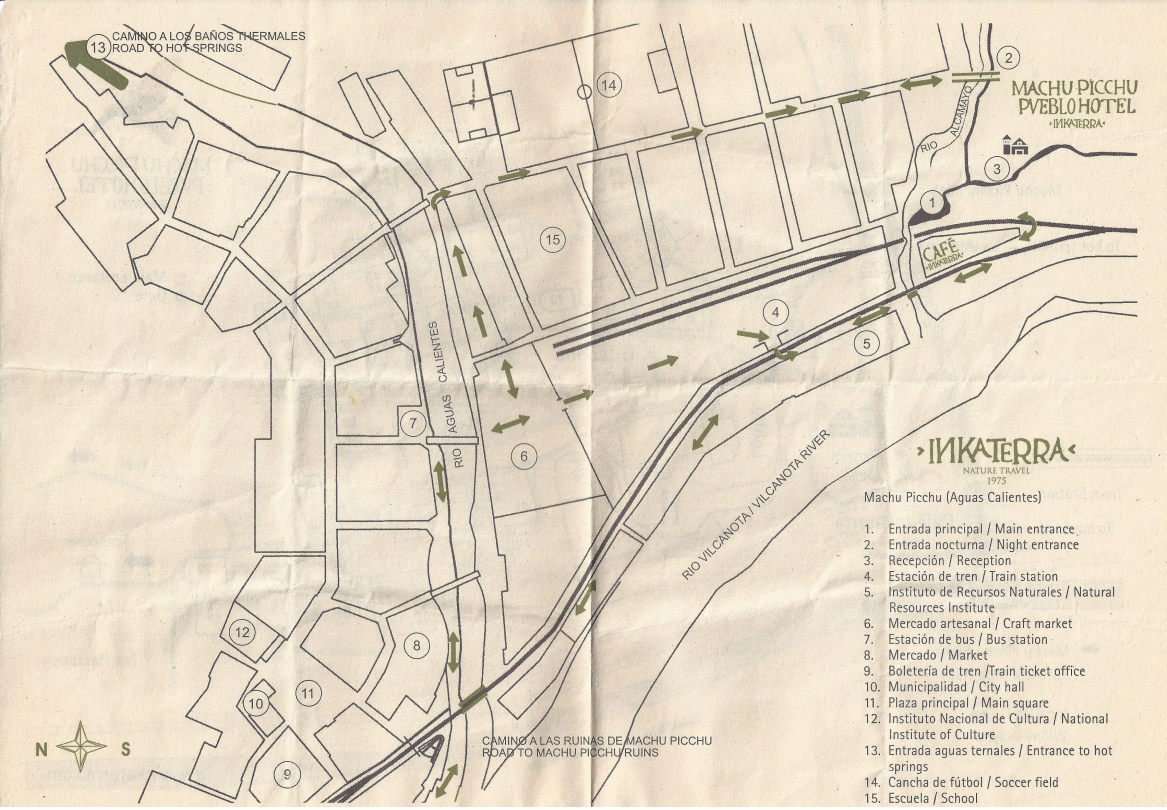 13 CAMINO A LOS BAÑOS THERMALES
ROAD TO HOT SPRINGS
14
2
MACHU PICCHU
PVEBLO HOTEL
·INKATERRA·
RIO ALCAMAYO
3
1
15
CAFÉ
·INKATERRA·
4
5
RIO AGUAS CALIENTES
7
6
RIO VILCANOTA / VILCANOTA RIVER
12
8
11
10
9
N S
CAMINO A LAS RUINAS DE MACHU PICCHU
ROAD TO MACHU PICCHU RUINS
INKATERRA
NATURE TRAVEL
1975
Machu Picchu (Aguas Calientes)
1. Entrada principal / Main entrance
2. Entrada nocturna / Night entrance
3. Recepción / Reception
4. Estación de tren / Train station
5. Instituto de Recursos Naturales / Natural
Resources Institute
6. Mercado artesanal / Craft market
7. Estación de bus / Bus station
8. Mercado / Market
9. Boletería de tren /Train ticket office
10. Municipalidad / City hall
11. Plaza principal / Main square
12. Instituto Nacional de Cultura / National
Institute of Culture
13. Entrada aguas ternales / Entrance to hot
springs
14. Cancha de fútbol / Soccer field
15. Escuela / School